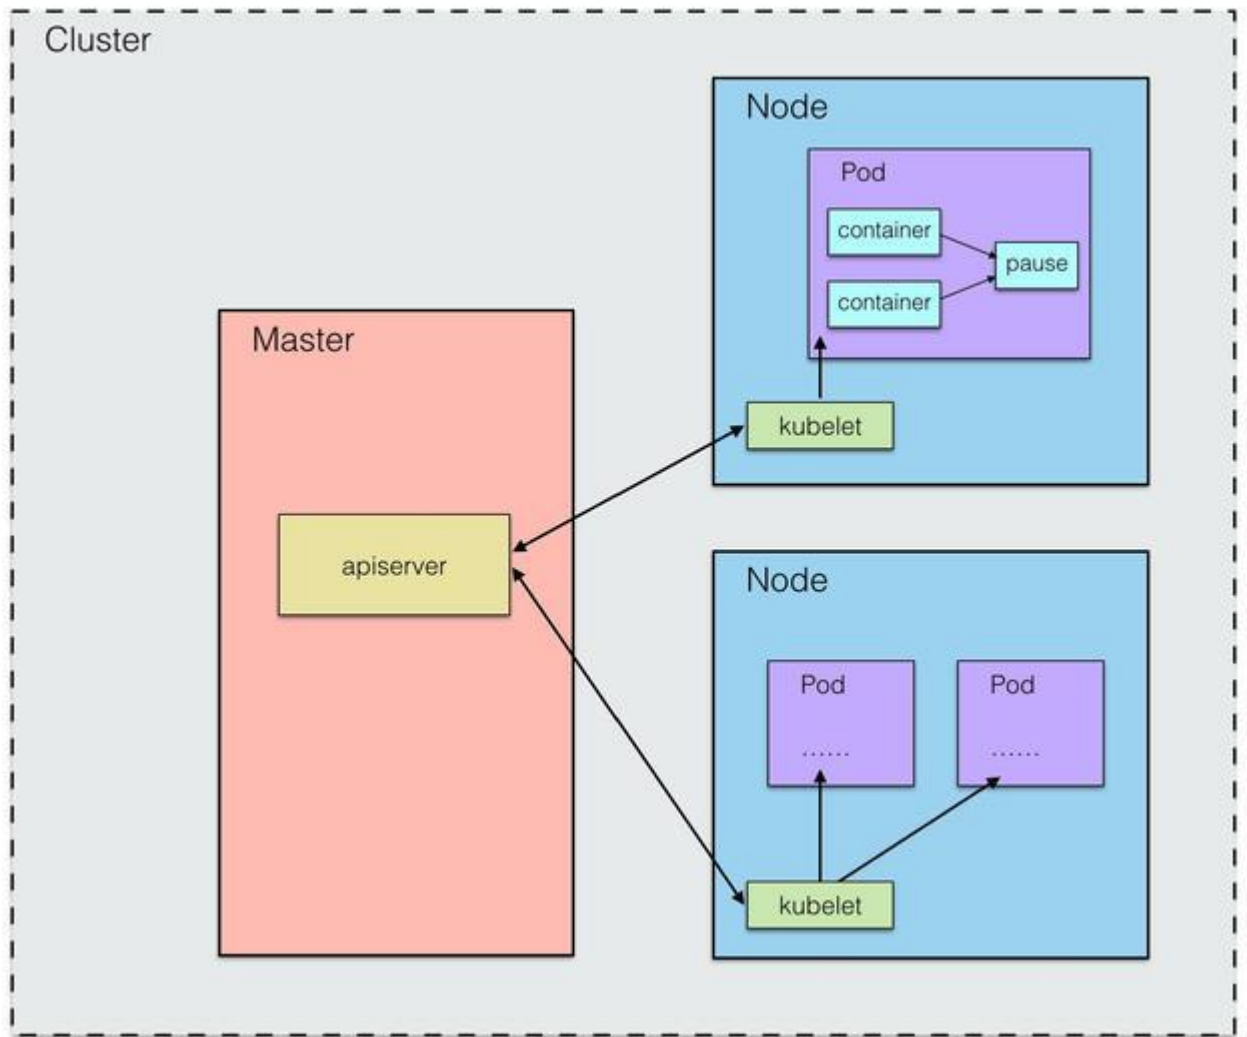 Cluster
Node
Pod
container
pause
container
kubelet
Master
apiserver
Node
Pod
Pod
......
......
kubelet